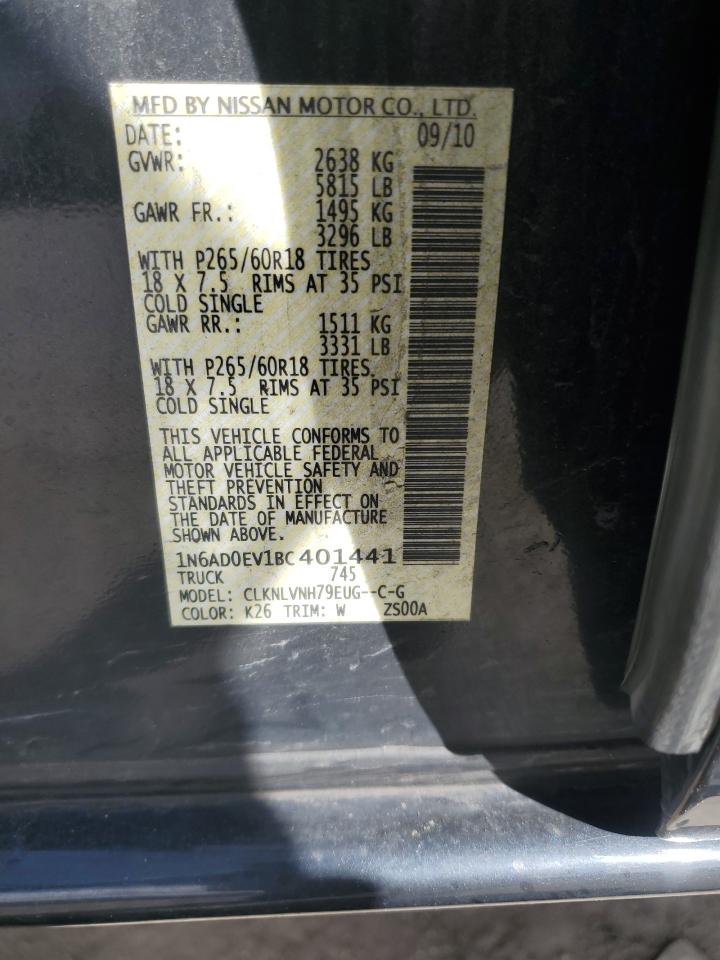 MFD BY NISSAN MOTOR CO., LTD.
DATE: 09/10
GVWR: 2638 KG
5815 LB
GAWR FR.: 1495 KG
3296 LB
WITH P265/60R18 TIRES
18 X 7.5 RIMS AT 35 PSI
COLD SINGLE
GAWR RR.: 1511 KG
3331 LB
WITH P265/60R18 TIRES
18 X 7.5 RIMS AT 35 PSI
COLD SINGLE
THIS VEHICLE CONFORMS TO
ALL APPLICABLE FEDERAL
MOTOR VEHICLE SAFETY AND
THEFT PREVENTION
STANDARDS IN EFFECT ON
THE DATE OF MANUFACTURE
SHOWN ABOVE.
1N6AD0EV1BC401441
TRUCK 745
MODEL: CLKNLVNH79EUG--C-G
COLOR: K26 TRIM: W ZS00A